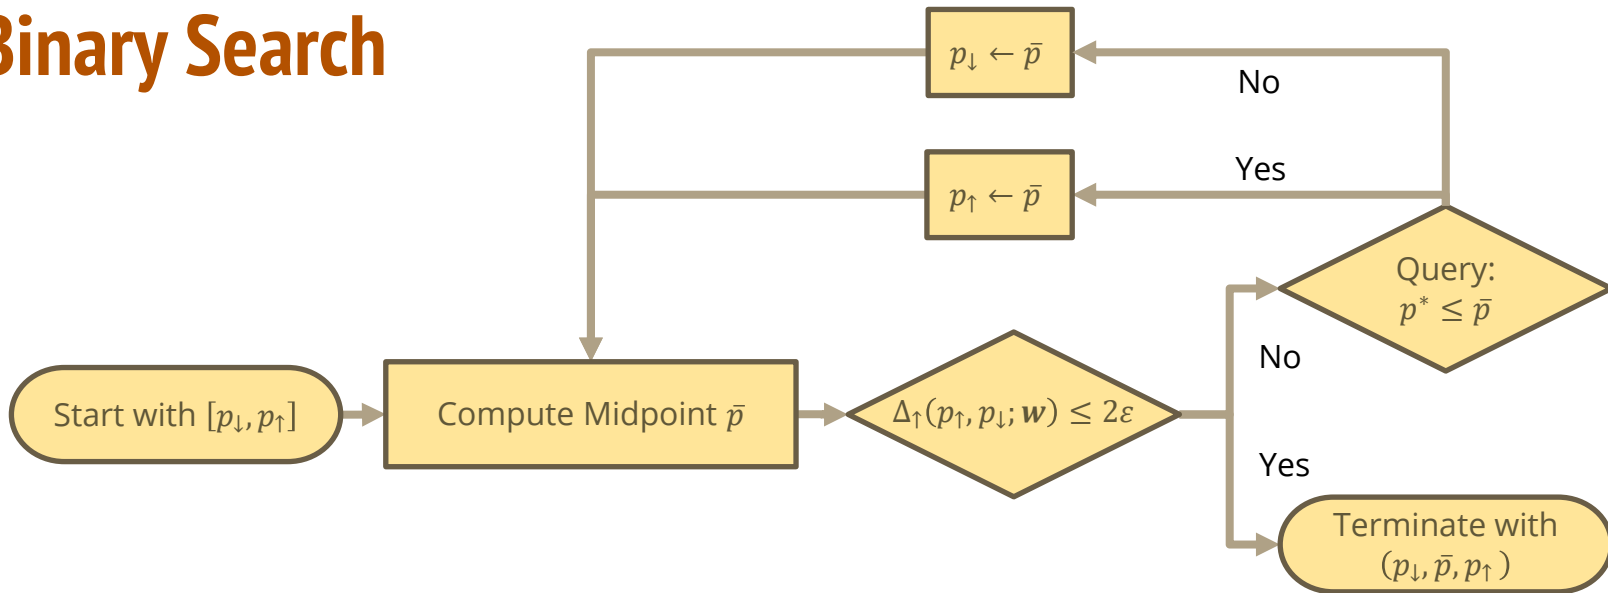 Binary Search
p↓ ← p̄
No
Yes
p↑ ← p̄
Query:
p* ≤ p̄
No
Start with [p↓, p↑]
Compute Midpoint p̄
Δ↑(p↑, p↓; w) ≤ 2ε
Yes
Terminate with
(p↓, p̄, p↑)